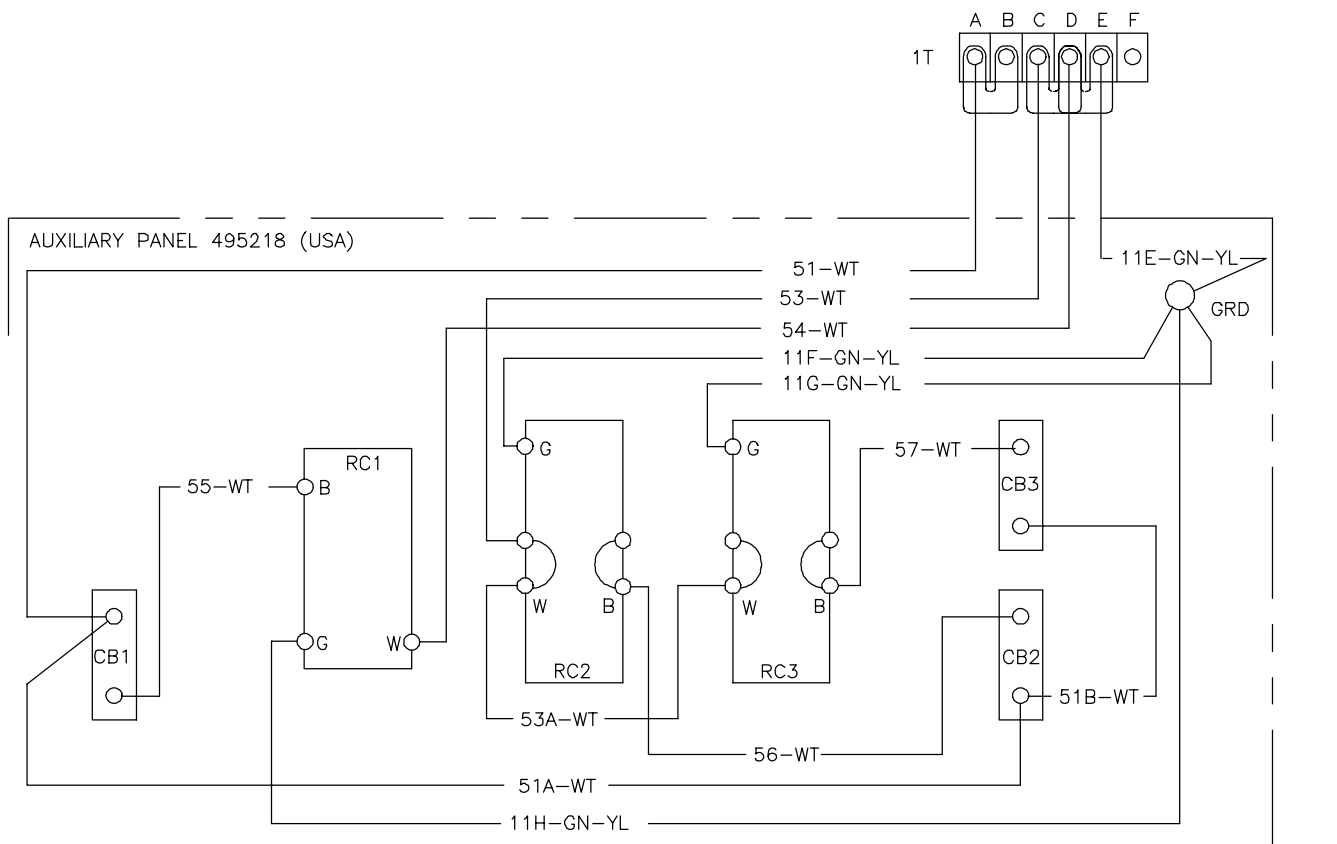 A B C D E F
1T
AUXILIARY PANEL 495218 (USA)
11E-GN-YL
51-WT
53-WT
GRD
54-WT
11F-GN-YL
11G-GN-YL
G
G
57-WT
RC1
55-WT
B
CB3
W
B
W
B
G
W
CB1
CB2
RC2
RC3
51B-WT
53A-WT
56-WT
51A-WT
11H-GN-YL